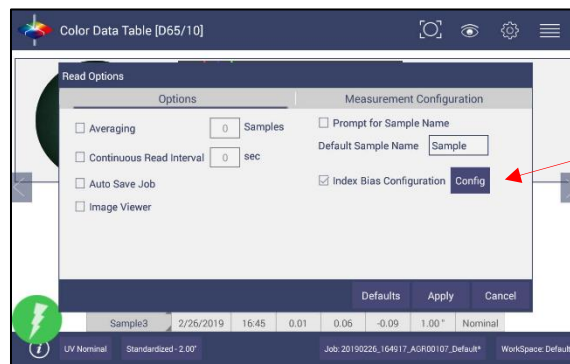 Color Data Table [D65/10]
Read Options
Options
Measurement Configuration
Averaging
0 Samples
Continuous Read Interval
0 sec
Auto Save Job
Image Viewer
Prompt for Sample Name
Default Sample Name Sample
Index Bias Configuration Config
Defaults Apply Cancel
Sample3 2/26/2019 16:45 0.01 0.06 -0.09 1.00 " Nominal
i UV Nominal Standardized - 2.00" Job: 20190226_164917_AGR00107_Default* WorkSpace: Default